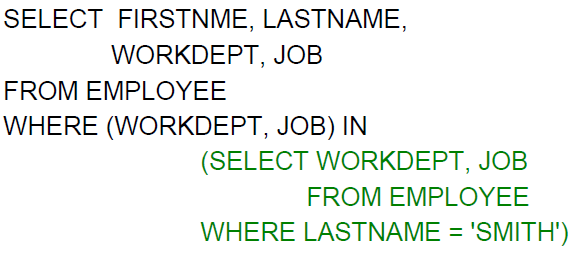 SELECT FIRSTNME, LASTNAME,
WORKDEPT, JOB
FROM EMPLOYEE
WHERE (WORKDEPT, JOB) IN
(SELECT WORKDEPT, JOB
FROM EMPLOYEE
WHERE LASTNAME = 'SMITH')